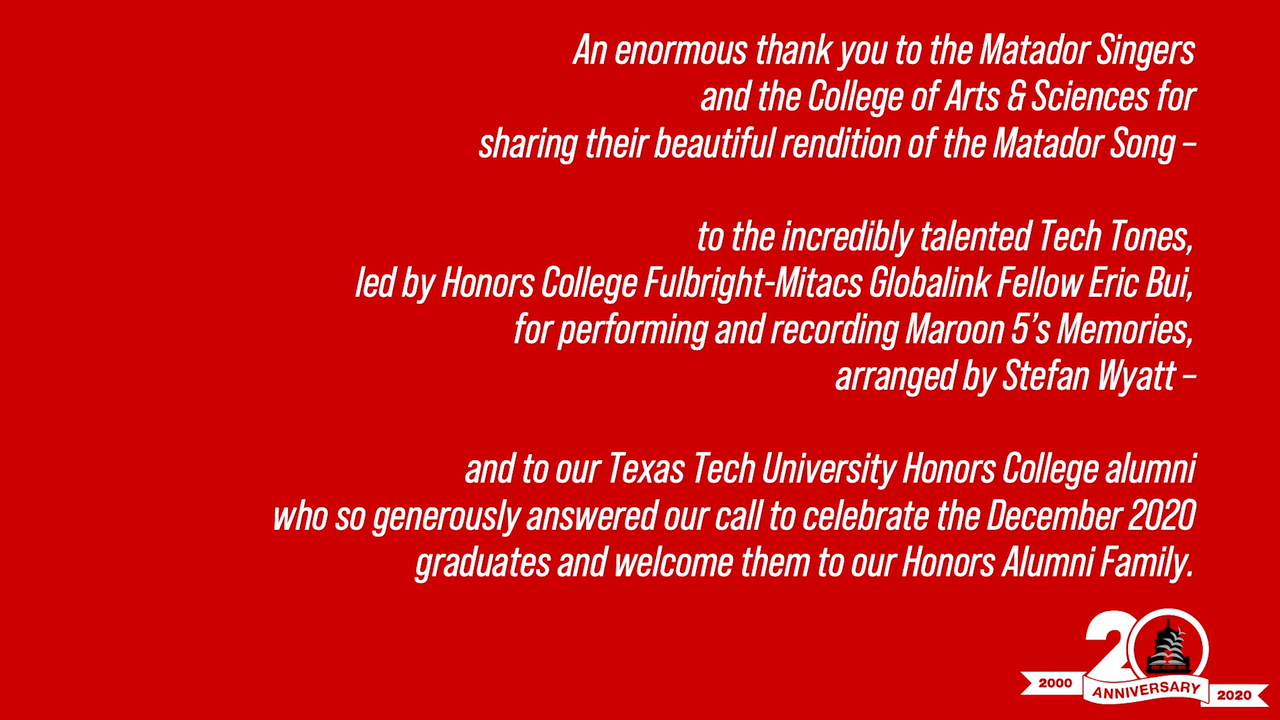 An enormous thank you to the Matador Singers
and the College of Arts & Sciences for
sharing their beautiful rendition of the Matador Song –
to the incredibly talented Tech Tones,
led by Honors College Fulbright-Mitacs Globalink Fellow Eric Bui,
for performing and recording Maroon 5’s Memories,
arranged by Stefan Wyatt –
and to our Texas Tech University Honors College alumni
who so generously answered our call to celebrate the December 2020
graduates and welcome them to our Honors Alumni Family.
20
2000 ANNIVERSARY 2020